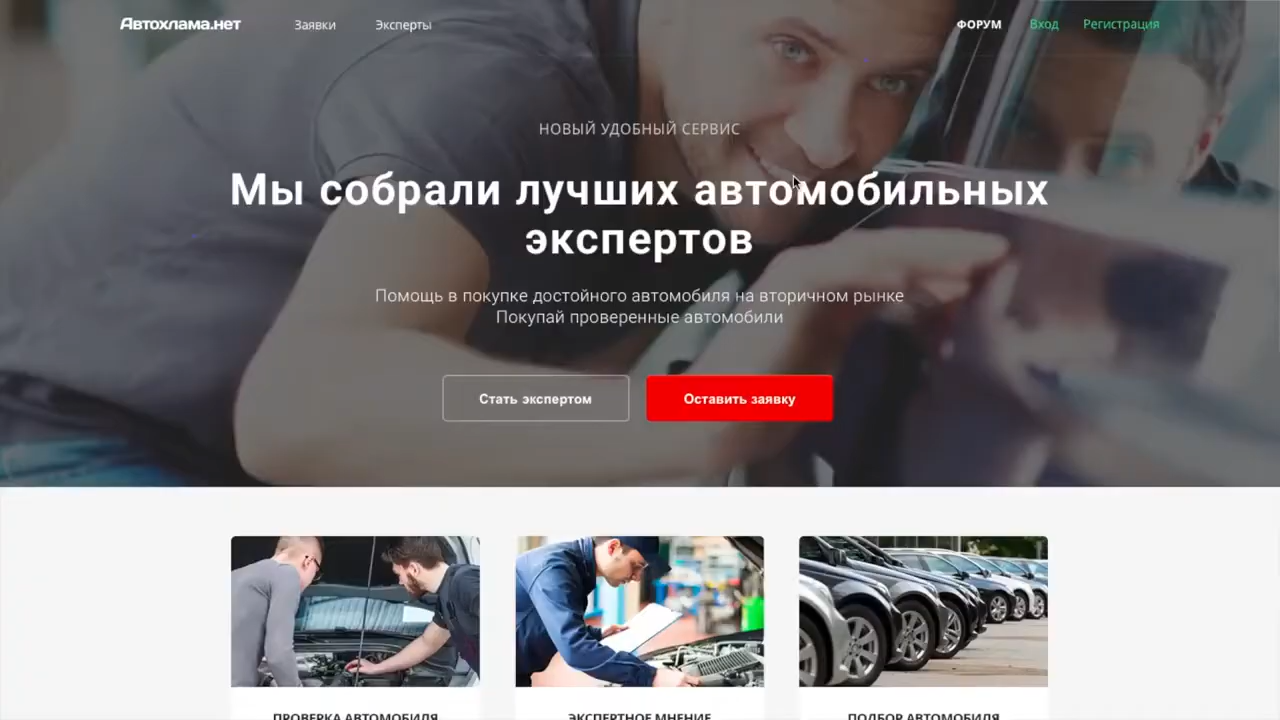 Автохлама.нет
Заявки
Эксперты
ФОРУМ
Вход
Регистрация
НОВЫЙ УДОБНЫЙ СЕРВИС
Мы собрали лучших автомобильных
экспертов
Помощь в покупке достойного автомобиля на вторичном рынке
Покупай проверенные автомобили
Стать экспертом
Оставить заявку
ПРОВЕРКА АВТОМОБИЛЯ
ЭКСПЕРТНОЕ МНЕНИЕ
ПОДБОР АВТОМОБИЛЯ